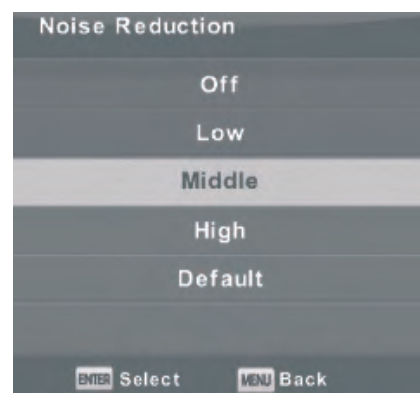 Noise Reduction
Off
Low
Middle
High
Default
ENTER Select MENU Back